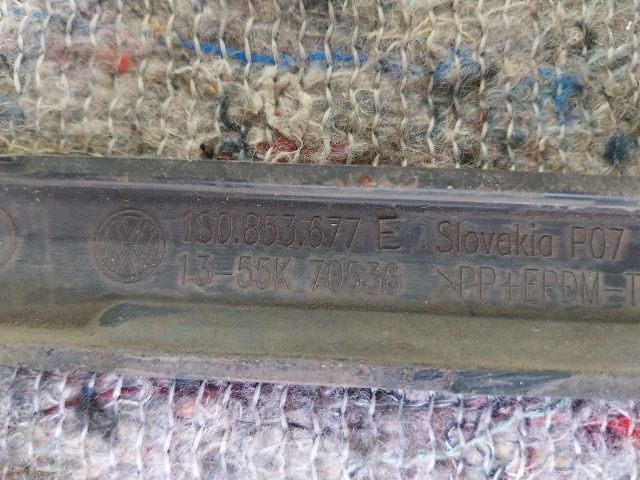 1S0.853.677 E Slovakia P07
13-55K 70536 >PP+EPDM-T